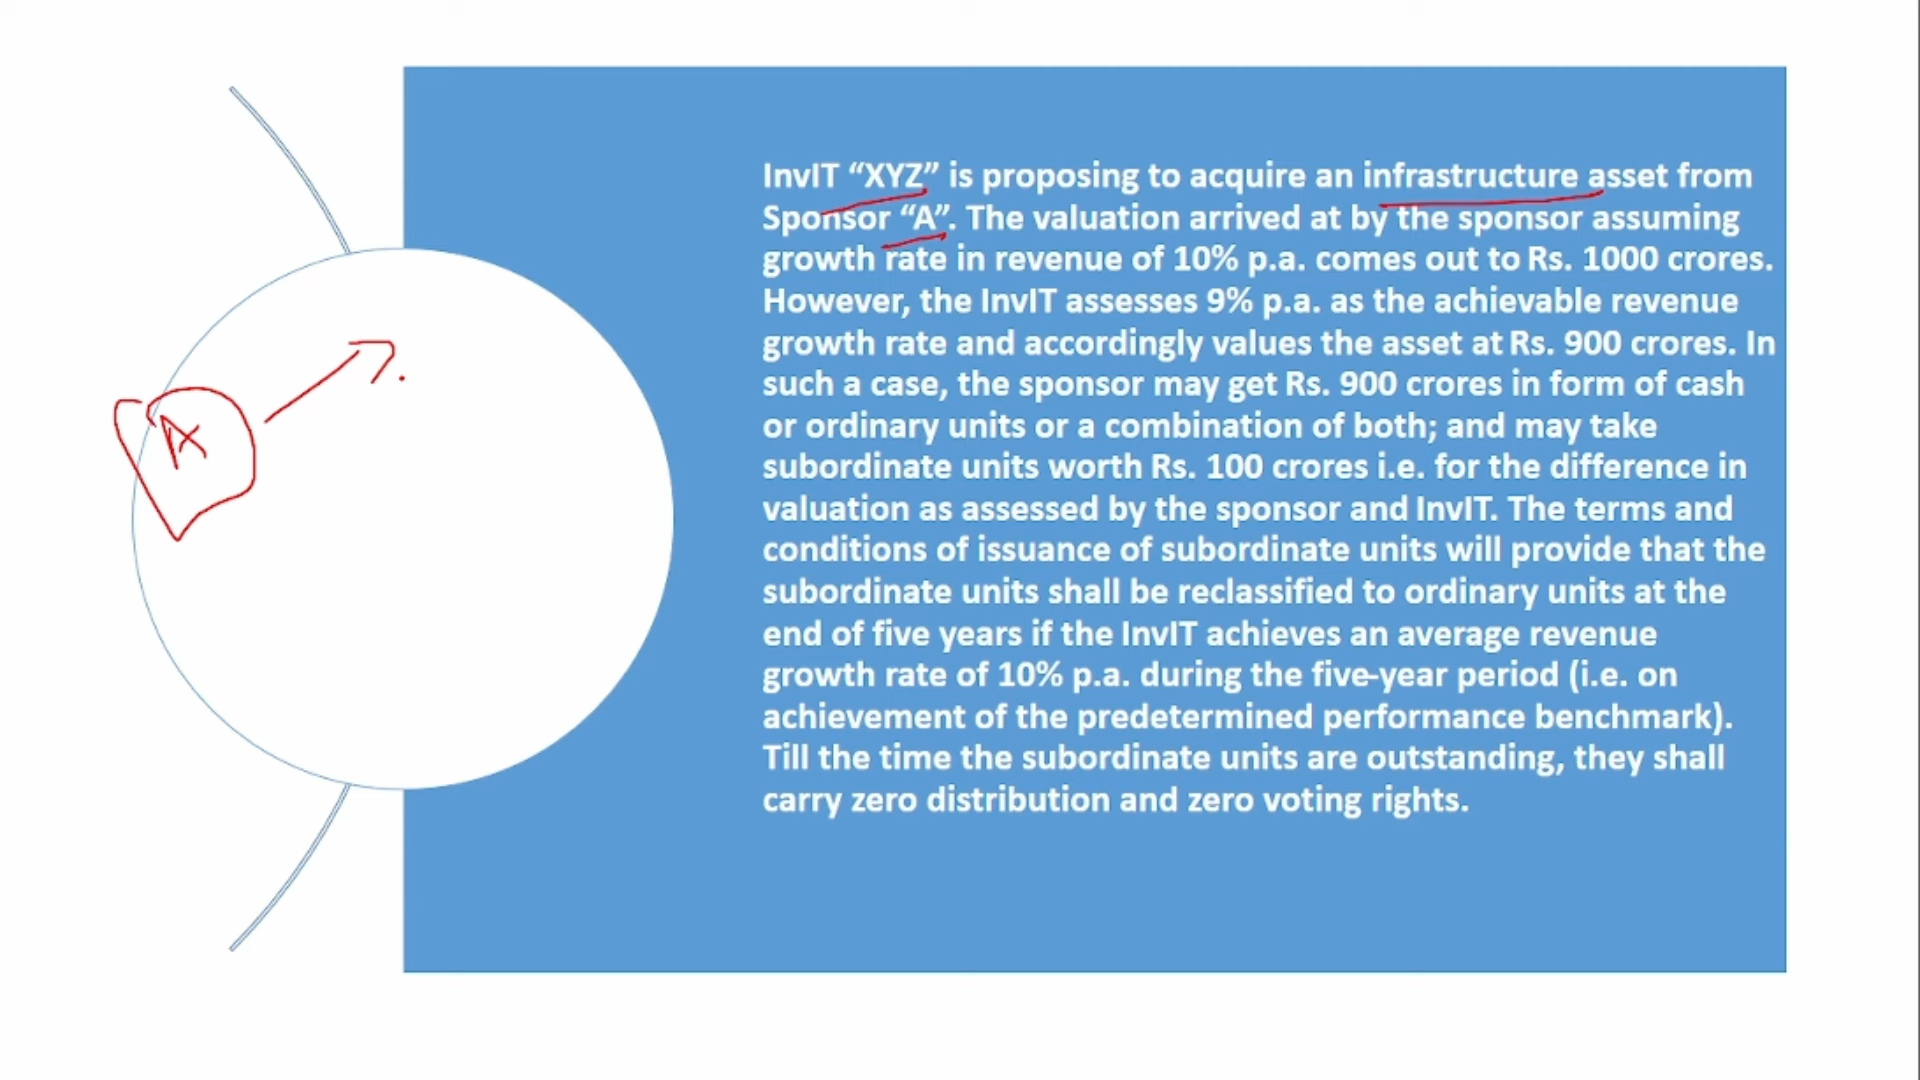 InvIT “XYZ” is proposing to acquire an infrastructure asset from
Sponsor “A”. The valuation arrived at by the sponsor assuming
growth rate in revenue of 10% p.a. comes out to Rs. 1000 crores.
However, the InvIT assesses 9% p.a. as the achievable revenue
growth rate and accordingly values the asset at Rs. 900 crores. In
such a case, the sponsor may get Rs. 900 crores in form of cash
or ordinary units or a combination of both; and may take
subordinate units worth Rs. 100 crores i.e. for the difference in
valuation as assessed by the sponsor and InvIT. The terms and
conditions of issuance of subordinate units will provide that the
subordinate units shall be reclassified to ordinary units at the
end of five years if the InvIT achieves an average revenue
growth rate of 10% p.a. during the five-year period (i.e. on
achievement of the predetermined performance benchmark).
Till the time the subordinate units are outstanding, they shall
carry zero distribution and zero voting rights.